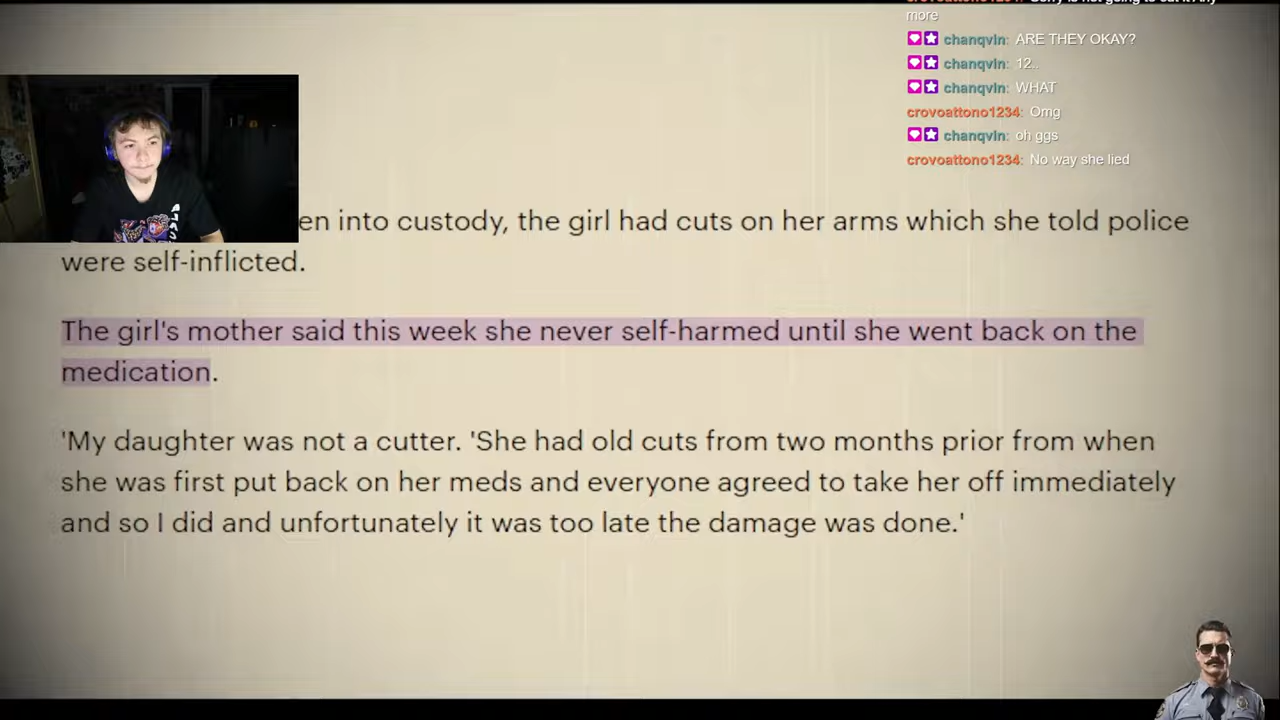 more
chanqvln: ARE THEY OKAY?
chanqvln: 12..
chanqvln: WHAT
crovoattono1234: Omg
chanqvln: oh ggs
crovoattono1234: No way she lied
en into custody, the girl had cuts on her arms which she told police
were self-inflicted.
The girl's mother said this week she never self-harmed until she went back on the
medication.
'My daughter was not a cutter. 'She had old cuts from two months prior from when
she was first put back on her meds and everyone agreed to take her off immediately
and so I did and unfortunately it was too late the damage was done.'